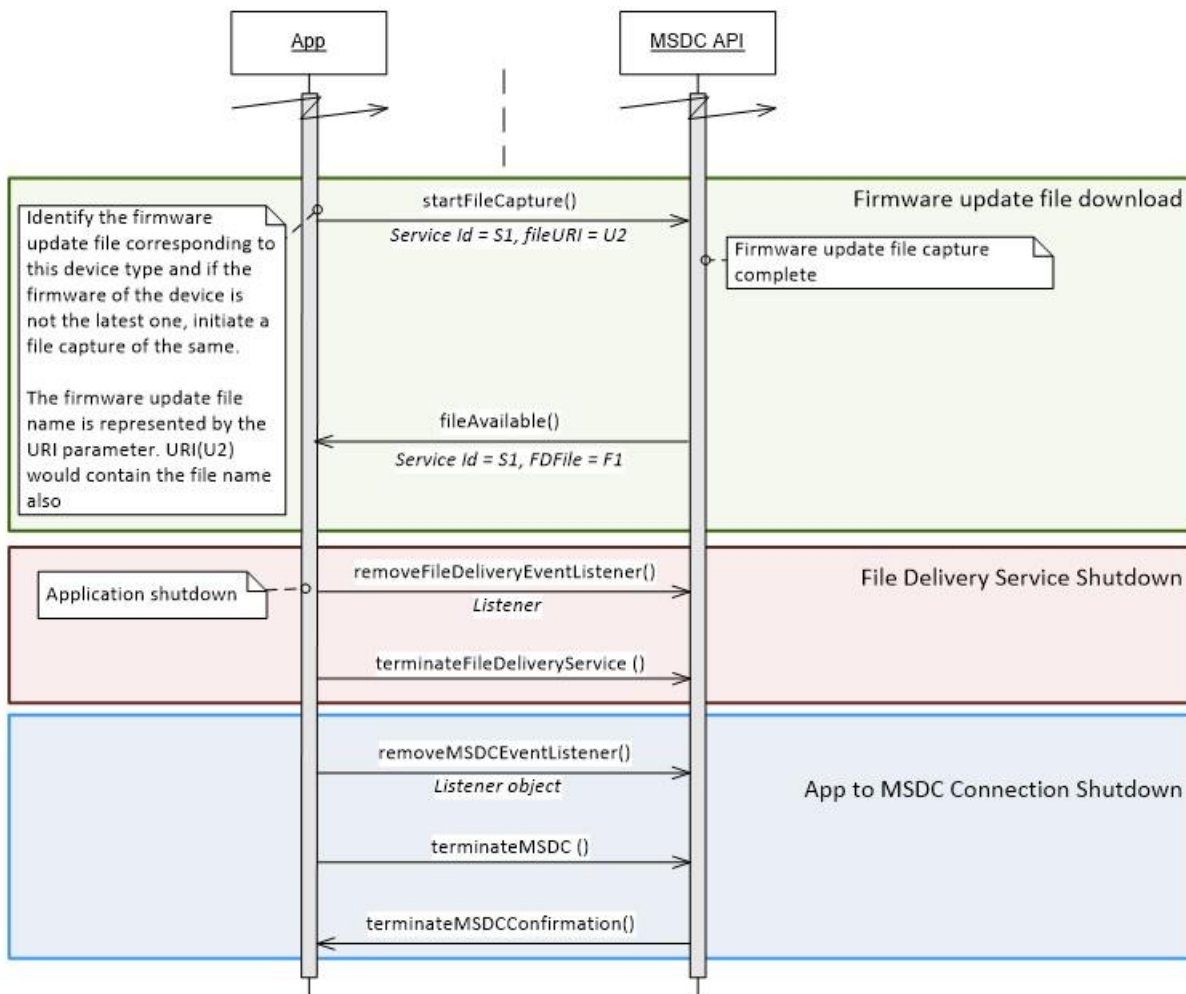 App
MSDC API
Firmware update file download
startFileCapture()
Service Id = S1, fileURI = U2
Identify the firmware
update file corresponding to
this device type and if the
firmware of the device is
not the latest one, initiate a
file capture of the same.
The firmware update file
name is represented by the
URI parameter. URI(U2)
would contain the file name
also
Firmware update file capture
complete
fileAvailable()
Service Id = S1, FDFile = F1
File Delivery Service Shutdown
Application shutdown
removeFileDeliveryEventListener()
Listener
terminateFileDeliveryService ()
App to MSDC Connection Shutdown
removeMSDCEventListener()
Listener object
terminateMSDC ()
terminateMSDCConfirmation()